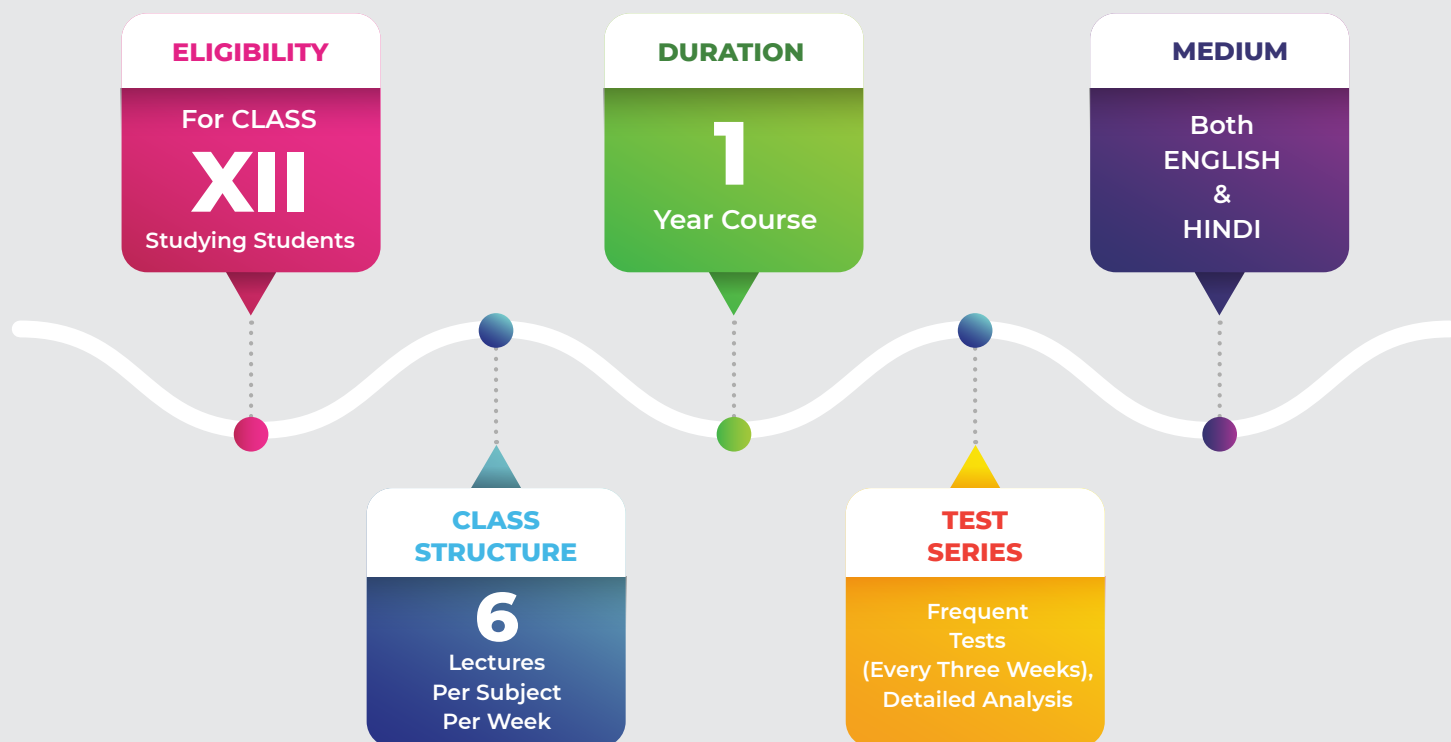 ELIGIBILITY
For CLASS
XII
Studying Students
CLASS
STRUCTURE
6
Lectures
Per Subject
Per Week
DURATION
1
Year Course
TEST
SERIES
Frequent
Tests
(Every Three Weeks),
Detailed Analysis
MEDIUM
Both
ENGLISH
&
HINDI